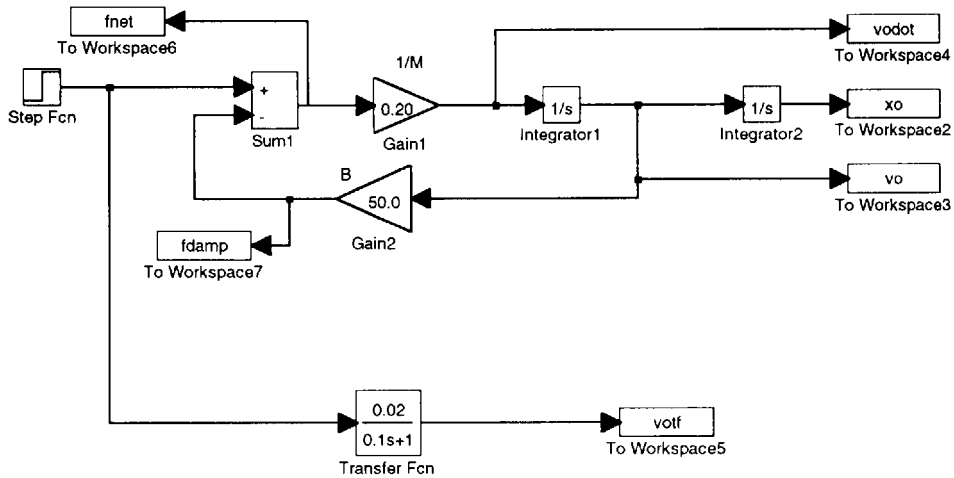 fnet
To Workspace6
vodot
To Workspace4
1/M
Step Fcn
+
-
Sum1
0.20
Gain1
1/s
Integrator1
1/s
Integrator2
xo
To Workspace2
B
50.0
Gain2
vo
To Workspace3
fdamp
To Workspace7
0.02
0.1s+1
Transfer Fcn
votf
To Workspace5